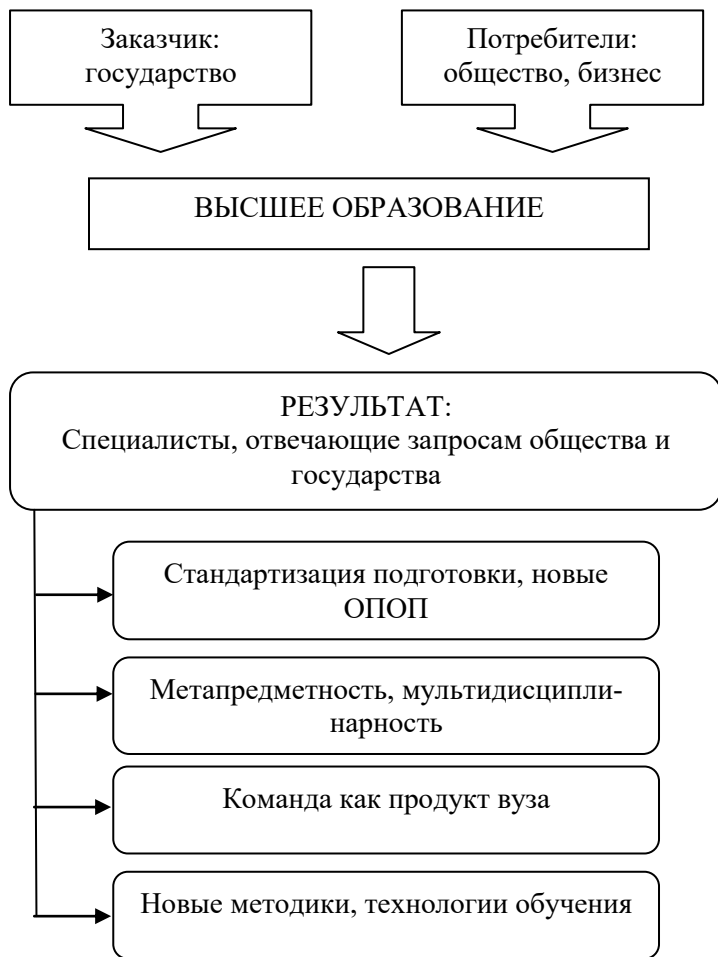 Заказчик:
государство
Потребители:
общество, бизнес
ВЫСШЕЕ ОБРАЗОВАНИЕ
РЕЗУЛЬТАТ:
Специалисты, отвечающие запросам общества и
государства
Стандартизация подготовки, новые
ОПОП
Метапредметность, мультидисципли-
нарность
Команда как продукт вуза
Новые методики, технологии обучения